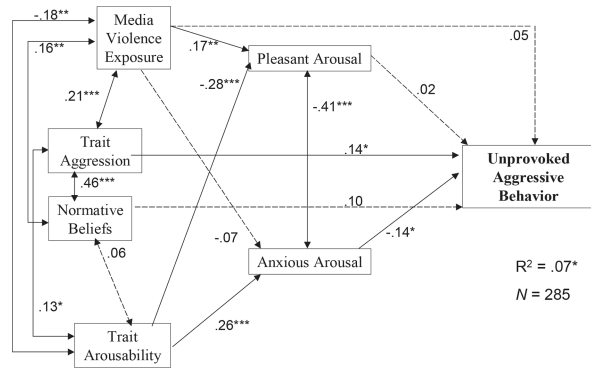 -.18**
Media
Violence
Exposure
.16**
.17**
.05
Pleasant Arousal
-.28***
.02
.21***
-.41***
Trait
Aggression
.14*
Unprovoked
Aggressive
Behavior
.46***
Normative
Beliefs
.10
.06
-.07
-.14*
Anxious Arousal
R² = .07*
N = 285
.13*
.26***
Trait
Arousability